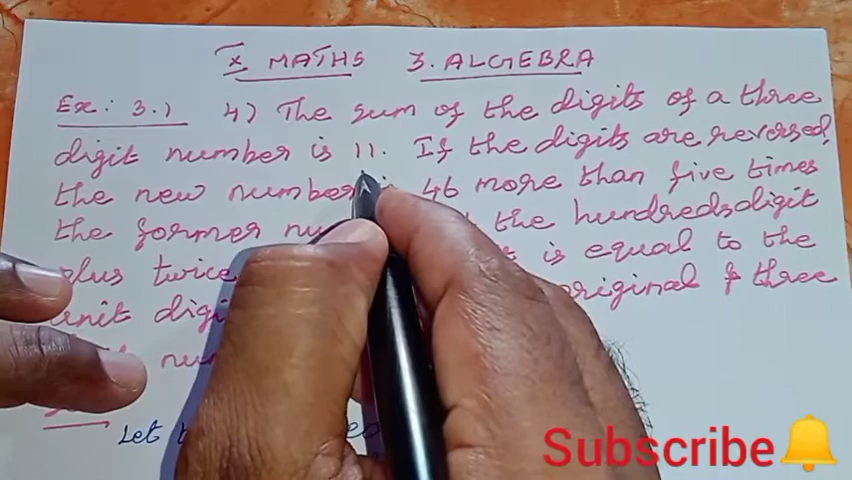 X MATHS 3. ALGEBRA
Ex: 3.1 4) The sum of the digits of a three
digit number is 11. If the digits are reversed,
the new number 46 more than five times
the former the hundreds digit
plus twice is equal to the
unit original three
Let
Subscribe